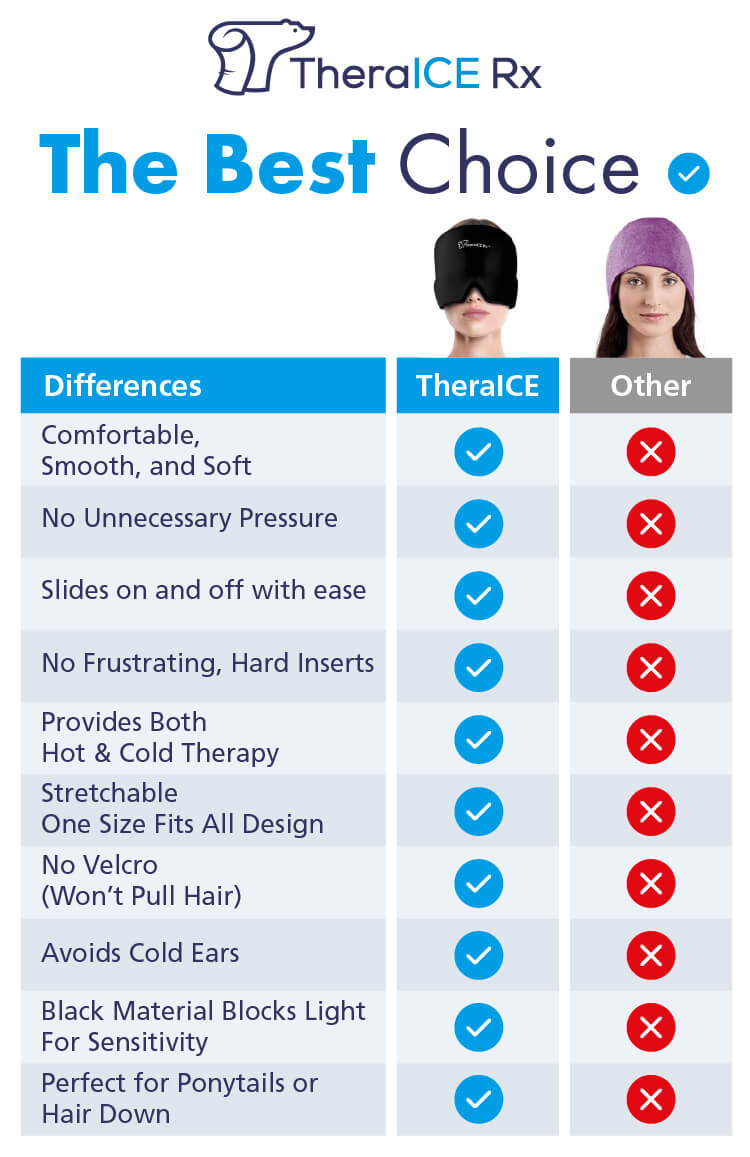 TheraICE Rx
The Best Choice
Differences
TheraICE
Other
Comfortable,
Smooth, and Soft
No Unnecessary Pressure
Slides on and off with ease
No Frustrating, Hard Inserts
Provides Both
Hot & Cold Therapy
Stretchable
One Size Fits All Design
No Velcro
(Won’t Pull Hair)
Avoids Cold Ears
Black Material Blocks Light
For Sensitivity
Perfect for Ponytails or
Hair Down